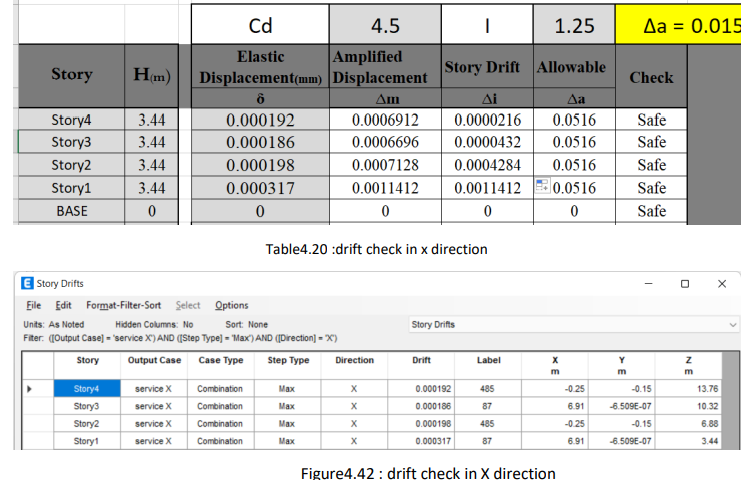 Cd 4.5 I 1.25 Δa = 0.015
Story H(m) Elastic Displacement(mm) Amplified Displacement Story Drift Allowable Check
δ Δm Δi Δa
Story4 3.44 0.000192 0.0006912 0.0000216 0.0516 Safe
Story3 3.44 0.000186 0.0006696 0.0000432 0.0516 Safe
Story2 3.44 0.000198 0.0007128 0.0004284 0.0516 Safe
Story1 3.44 0.000317 0.0011412 0.0011412 0.0516 Safe
BASE 0 0 0 0 0 Safe
Table4.20 :drift check in x direction
E Story Drifts
File Edit Format-Filter-Sort Select Options
Units: As Noted Hidden Columns: No Sort: None Story Drifts
Filter: ([Output Case] = 'service X') AND ([Step Type] = 'Max') AND ([Direction] = 'X')
Story Output Case Case Type Step Type Direction Drift Label X Y Z
m m m
Story4 service X Combination Max X 0.000192 485 -0.25 -0.15 13.76
Story3 service X Combination Max X 0.000186 87 6.91 -6.509E-07 10.32
Story2 service X Combination Max X 0.000198 485 -0.25 -0.15 6.88
Story1 service X Combination Max X 0.000317 87 6.91 -6.509E-07 3.44
Figure4.42 : drift check in X direction